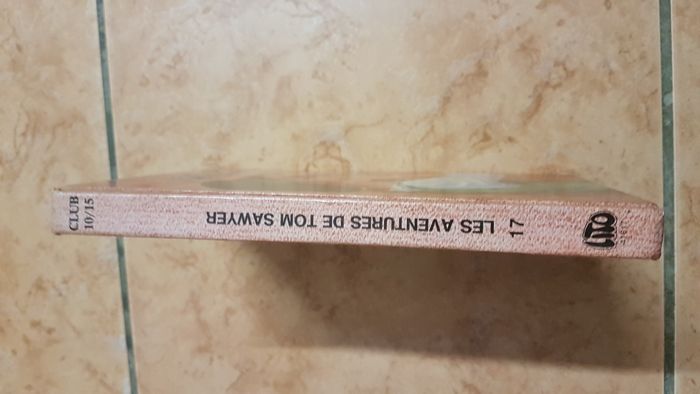 CLUB
10/15
LES AVENTURES DE TOM SAWYER
17
LITO